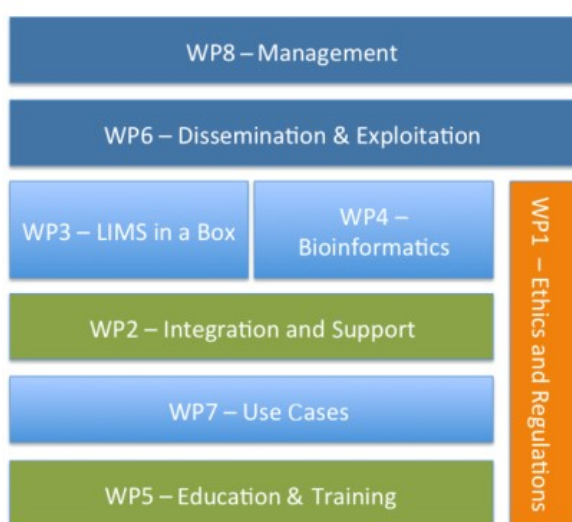 WP8 – Management
WP6 – Dissemination & Exploitation
WP3 – LIMS in a Box
WP4 –
Bioinformatics
WP1 – Ethics and Regulations
WP2 – Integration and Support
WP7 – Use Cases
WP5 – Education & Training